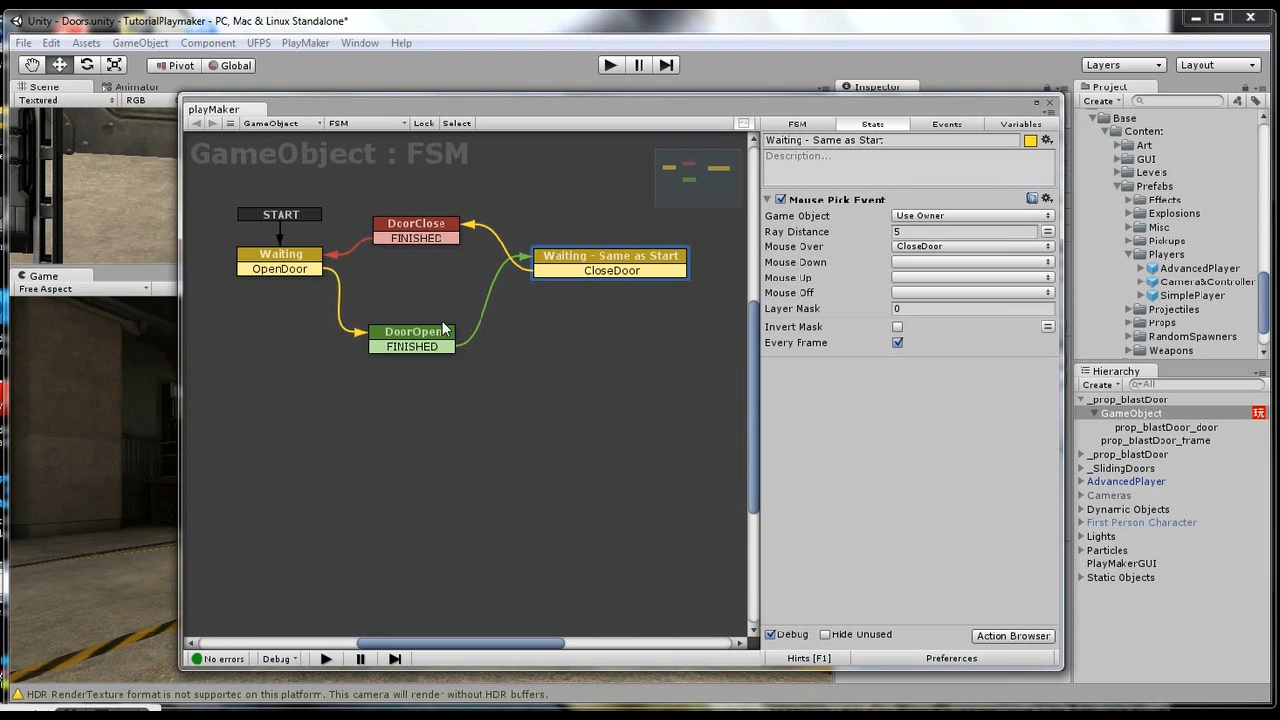 Unity - Doors.unity - TutorialPlaymaker - PC, Mac & Linux Standalone*
File Edit Assets GameObject Component UFPS PlayMaker Window Help
Pivot Global Layers Layout
Scene Animator Inspector Project
Textured RGB
Create
playMaker
GameObject FSM Lock Select
FSM State Events Variables
GameObject : FSM
Waiting - Same as Start
Description...
START
Waiting
OpenDoor
DoorClose
FINISHED
DoorOpen
FINISHED
Waiting - Same as Start
CloseDoor
Mouse Pick Event
Game Object Use Owner
Ray Distance 5
Mouse Over CloseDoor
Mouse Down
Mouse Up
Mouse Off
Layer Mask 0
Invert Mask
Every Frame
Debug Hide Unused Action Browser
No errors Debug Hints [F1] Preferences
Game
Free Aspect
Base
Content
Art
GUI
Levels
Prefabs
Effects
Explosions
Misc
Pickups
Players
AdvancedPlayer
Camera&Controller
SimplePlayer
Projectiles
Props
RandomSpawners
Weapons
Hierarchy
Create All
_prop_blastDoor
GameObject 玩
prop_blastDoor_door
prop_blastDoor_frame
_prop_blastDoor
_SlidingDoors
AdvancedPlayer
Cameras
Dynamic Objects
First Person Character
Lights
Particles
PlayMakerGUI
Static Objects
HDR RenderTexture format is not supported on this platform. This camera will render without HDR buffers.